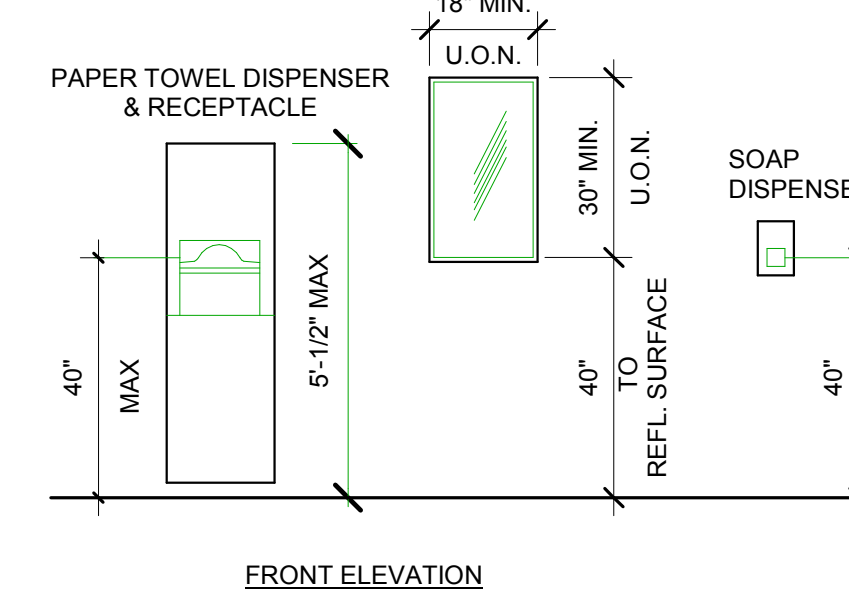 18" MIN.
U.O.N.
PAPER TOWEL DISPENSER
& RECEPTACLE
30" MIN.
U.O.N.
SOAP
DISPENSE
5'-1/2" MAX
40"
MAX
40"
TO
REFL. SURFACE
40"
FRONT ELEVATION